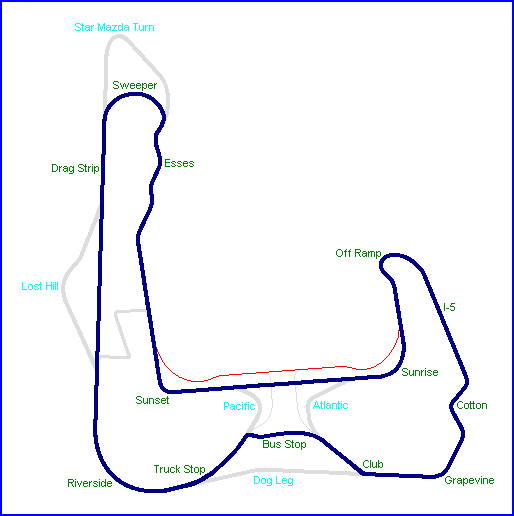 Star Mazda Turn
Sweeper
Esses
Drag Strip
Off Ramp
Lost Hill
I-5
Sunrise
Sunset
Pacific
Atlantic
Cotton
Bus Stop
Truck Stop
Club
Riverside
Dog Leg
Grapevine